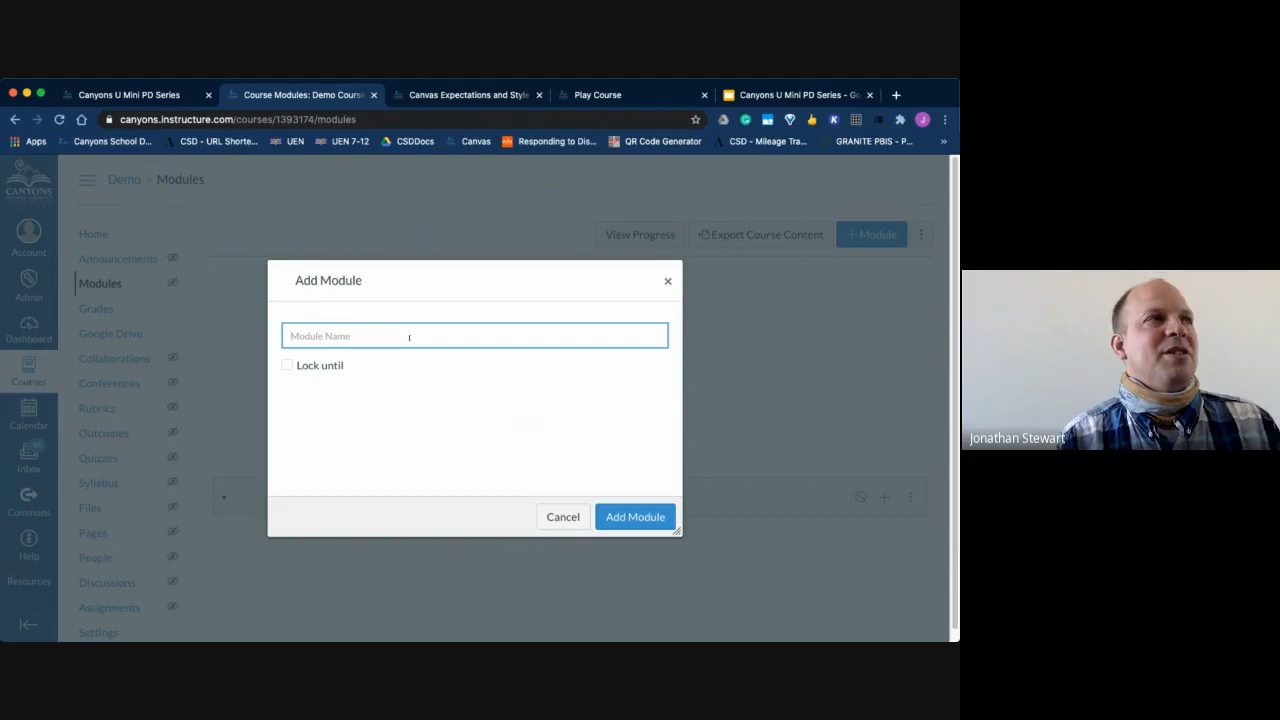 Canyons U Mini PD Series
Course Modules: Demo Cours
Canvas Expectations and Style
Play Course
Canyons U Mini PD Series - Go
canyons.instructure.com/courses/1393174/modules
Apps
Canyons School D...
CSD - URL Shorte...
UEN
UEN 7-12
CSDDocs
Canvas
Responding to Dis...
QR Code Generator
CSD - Mileage Tra...
GRANITE PBIS - P...
»
CANYONS
Demo › Modules
Account
Admin
Dashboard
Courses
Calendar
Inbox
Commons
Help
Resources
Home
Announcements
Modules
Grades
Google Drive
Collaborations
Conferences
Rubrics
Outcomes
Quizzes
Syllabus
Files
Pages
People
Discussions
Assignments
Settings
View Progress
Export Course Content
+ Module
Add Module
Module Name
Lock until
Cancel
Add Module
Jonathan Stewart